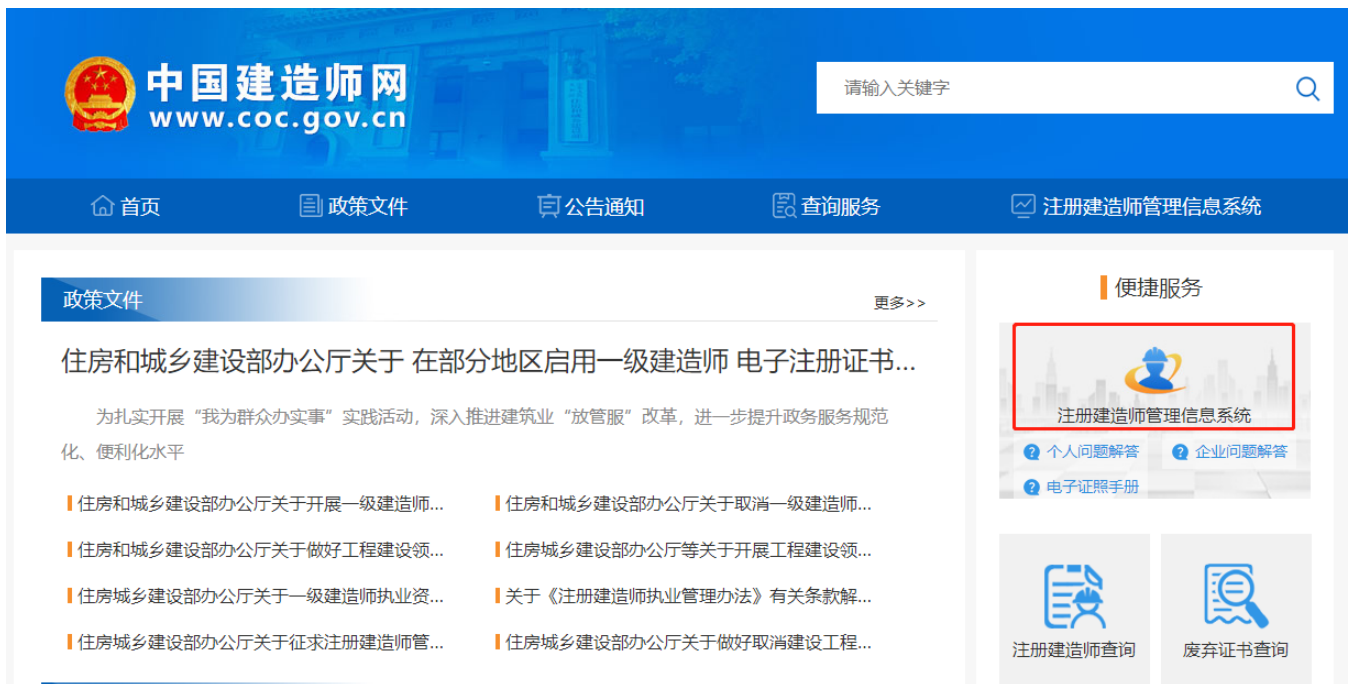 中国建造师网
www.coc.gov.cn
请输入关键字
首页 政策文件 公告通知 查询服务 注册建造师管理信息系统
政策文件 更多>>
住房和城乡建设部办公厅关于 在部分地区启用一级建造师 电子注册证书...
为扎实开展“我为群众办实事”实践活动，深入推进建筑业“放管服”改革，进一步提升政务服务规范
化、便利化水平
住房和城乡建设部办公厅关于开展一级建造师... 住房和城乡建设部办公厅关于取消一级建造师...
住房和城乡建设部办公厅关于做好工程建设领... 住房城乡建设部办公厅等关于开展工程建设领...
住房城乡建设部办公厅关于一级建造师执业资... 关于《注册建造师执业管理办法》有关条款解...
住房城乡建设部办公厅关于征求注册建造师管... 住房城乡建设部办公厅关于做好取消建设工程...
便捷服务
注册建造师管理信息系统
个人问题解答 企业问题解答
电子证照手册
注册建造师查询 废弃证书查询